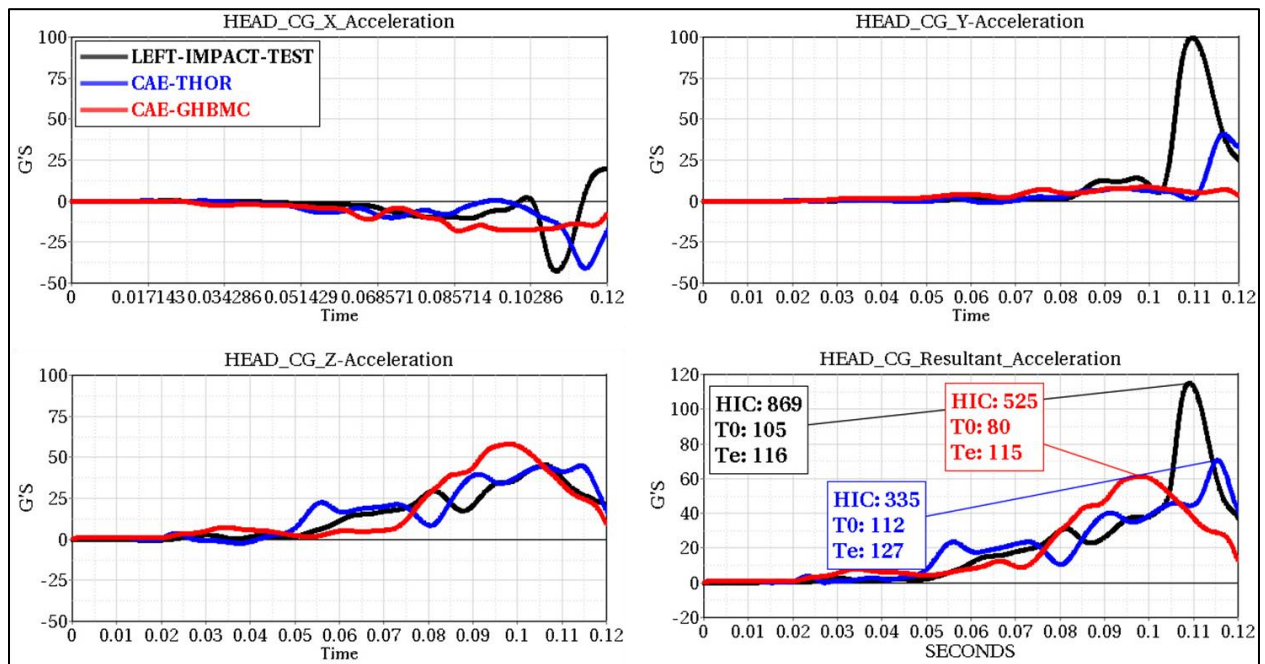 HEAD_CG_X_Acceleration
G'S
100
75
50
25
0
-25
-50
LEFT-IMPACT-TEST
CAE-THOR
CAE-GHBMC
0 0.017143 0.034286 0.051429 0.068571 0.085714 0.10286 0.12
Time
HEAD_CG_Y-Acceleration
G'S
100
75
50
25
0
-25
-50
0 0.01 0.02 0.03 0.04 0.05 0.06 0.07 0.08 0.09 0.1 0.11 0.12
Time
HEAD_CG_Z-Acceleration
G'S
100
75
50
25
0
-25
-50
0 0.01 0.02 0.03 0.04 0.05 0.06 0.07 0.08 0.09 0.1 0.11 0.12
Time
HEAD_CG_Resultant_Acceleration
G'S
120
100
80
60
40
20
0
-20
HIC: 869
T0: 105
Te: 116
HIC: 525
T0: 80
Te: 115
HIC: 335
T0: 112
Te: 127
0 0.01 0.02 0.03 0.04 0.05 0.06 0.07 0.08 0.09 0.1 0.11 0.12
SECONDS